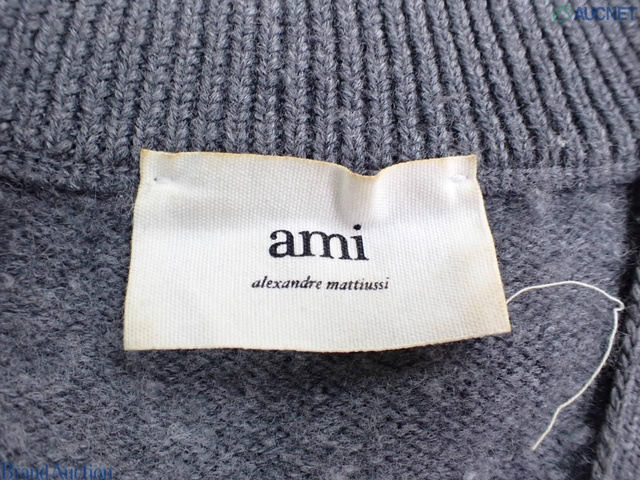 AUCNET
ami
alexandre mattiussi
Brand Auction